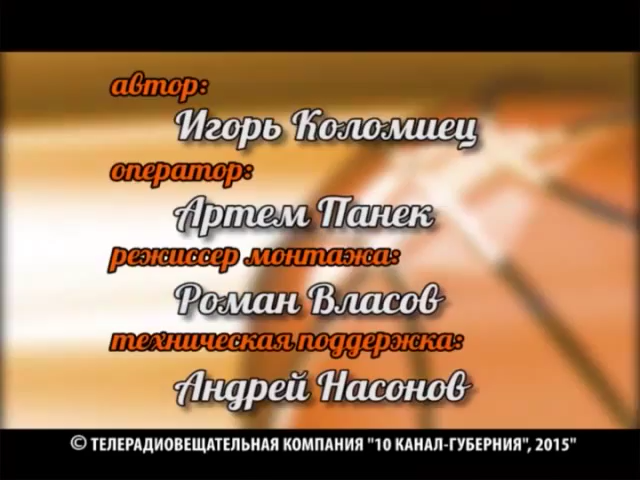 автор:
Игорь Коломиец
оператор:
Артем Панек
режиссер монтажа:
Роман Власов
техническая поддержка:
Андрей Насонов
© ТЕЛЕРАДИОВЕЩАТЕЛЬНАЯ КОМПАНИЯ "10 КАНАЛ-ГУБЕРНИЯ", 2015"